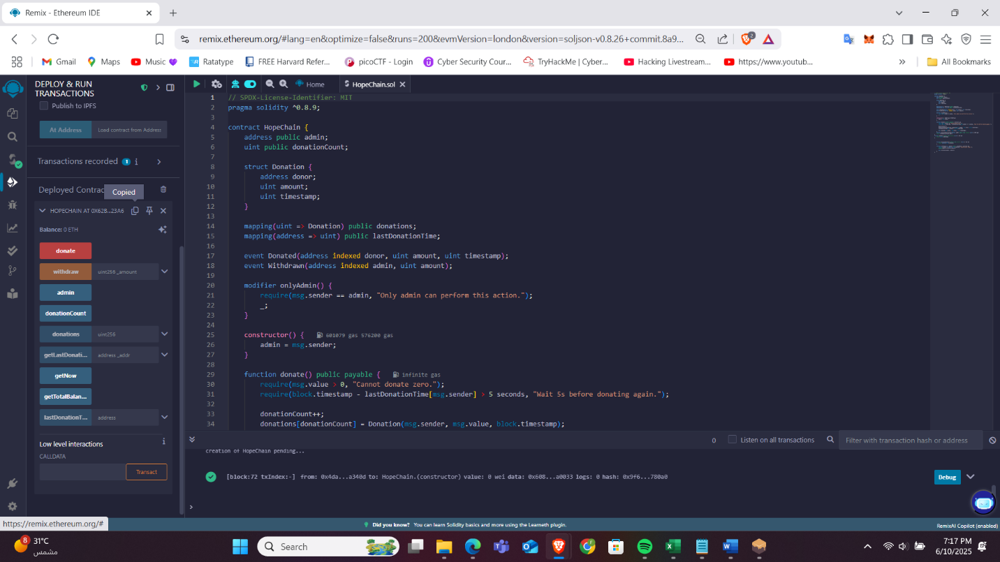 Remix - Ethereum IDE
remix.ethereum.org/#lang=en&optimize=false&runs=200&evmVersion=london&version=soljson-v0.8.26+commit.8a9...
2
Gmail
Maps
Music 💜
Ratatype
FREE Harvard Refer...
picoCTF - Login
Cyber Security Cour...
TryHackMe | Cyber...
Hacking Livestream...
https://www.youtub...
»
All Bookmarks
DEPLOY & RUN
TRANSACTIONS
Publish to IPFS
At Address
Load contract from Address
Transactions recorded 1 i
Deployed Contrac
Copied
HOPECHAIN AT 0X62B...23A6
Balance: 0 ETH
donate
withdraw uint256 _amount
admin
donationCount
donations uint256
getLastDonati... address _addr
getNow
getTotalBalan...
lastDonationT... address
Low level interactions i
CALLDATA
Transact
https://remix.ethereum.org/#
Home
HopeChain.sol
1 // SPDX-License-Identifier: MIT
2 pragma solidity ^0.8.9;
3
4 contract HopeChain {
5 address public admin;
6 uint public donationCount;
7
8 struct Donation {
9 address donor;
10 uint amount;
11 uint timestamp;
12 }
13
14 mapping(uint => Donation) public donations;
15 mapping(address => uint) public lastDonationTime;
16
17 event Donated(address indexed donor, uint amount, uint timestamp);
18 event Withdrawn(address indexed admin, uint amount);
19
20 modifier onlyAdmin() {
21 require(msg.sender == admin, "Only admin can perform this action.");
22 _;
23 }
24
25 constructor() { 601079 gas 576200 gas
26 admin = msg.sender;
27 }
28
29 function donate() public payable { infinite gas
30 require(msg.value > 0, "Cannot donate zero.");
31 require(block.timestamp - lastDonationTime[msg.sender] > 5 seconds, "Wait 5s before donating again.");
32
33 donationCount++;
34 donations[donationCount] = Donation(msg.sender, msg.value, block.timestamp);
0
Listen on all transactions
Filter with transaction hash or address
creation of HopeChain pending...
[block:72 txIndex:-] from: 0x4da...a340d to: HopeChain.(constructor) value: 0 wei data: 0x608...a0033 logs: 0 hash: 0x9f6...780a0
Debug
>
Did you know? You can learn Solidity basics and more using the Learneth plugin.
RemixAI Copilot (enabled)
8
31°C
مشمس
Search
7:17 PM
6/10/2025